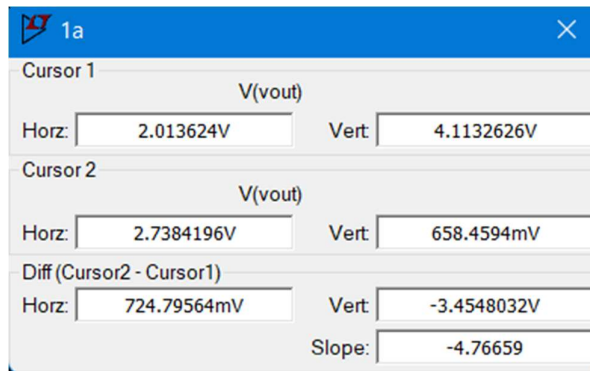 1a
Cursor 1
V(vout)
Horz: 2.013624V Vert: 4.1132626V
Cursor 2
V(vout)
Horz: 2.7384196V Vert: 658.4594mV
Diff (Cursor2 - Cursor1)
Horz: 724.79564mV Vert: -3.4548032V
Slope: -4.76659